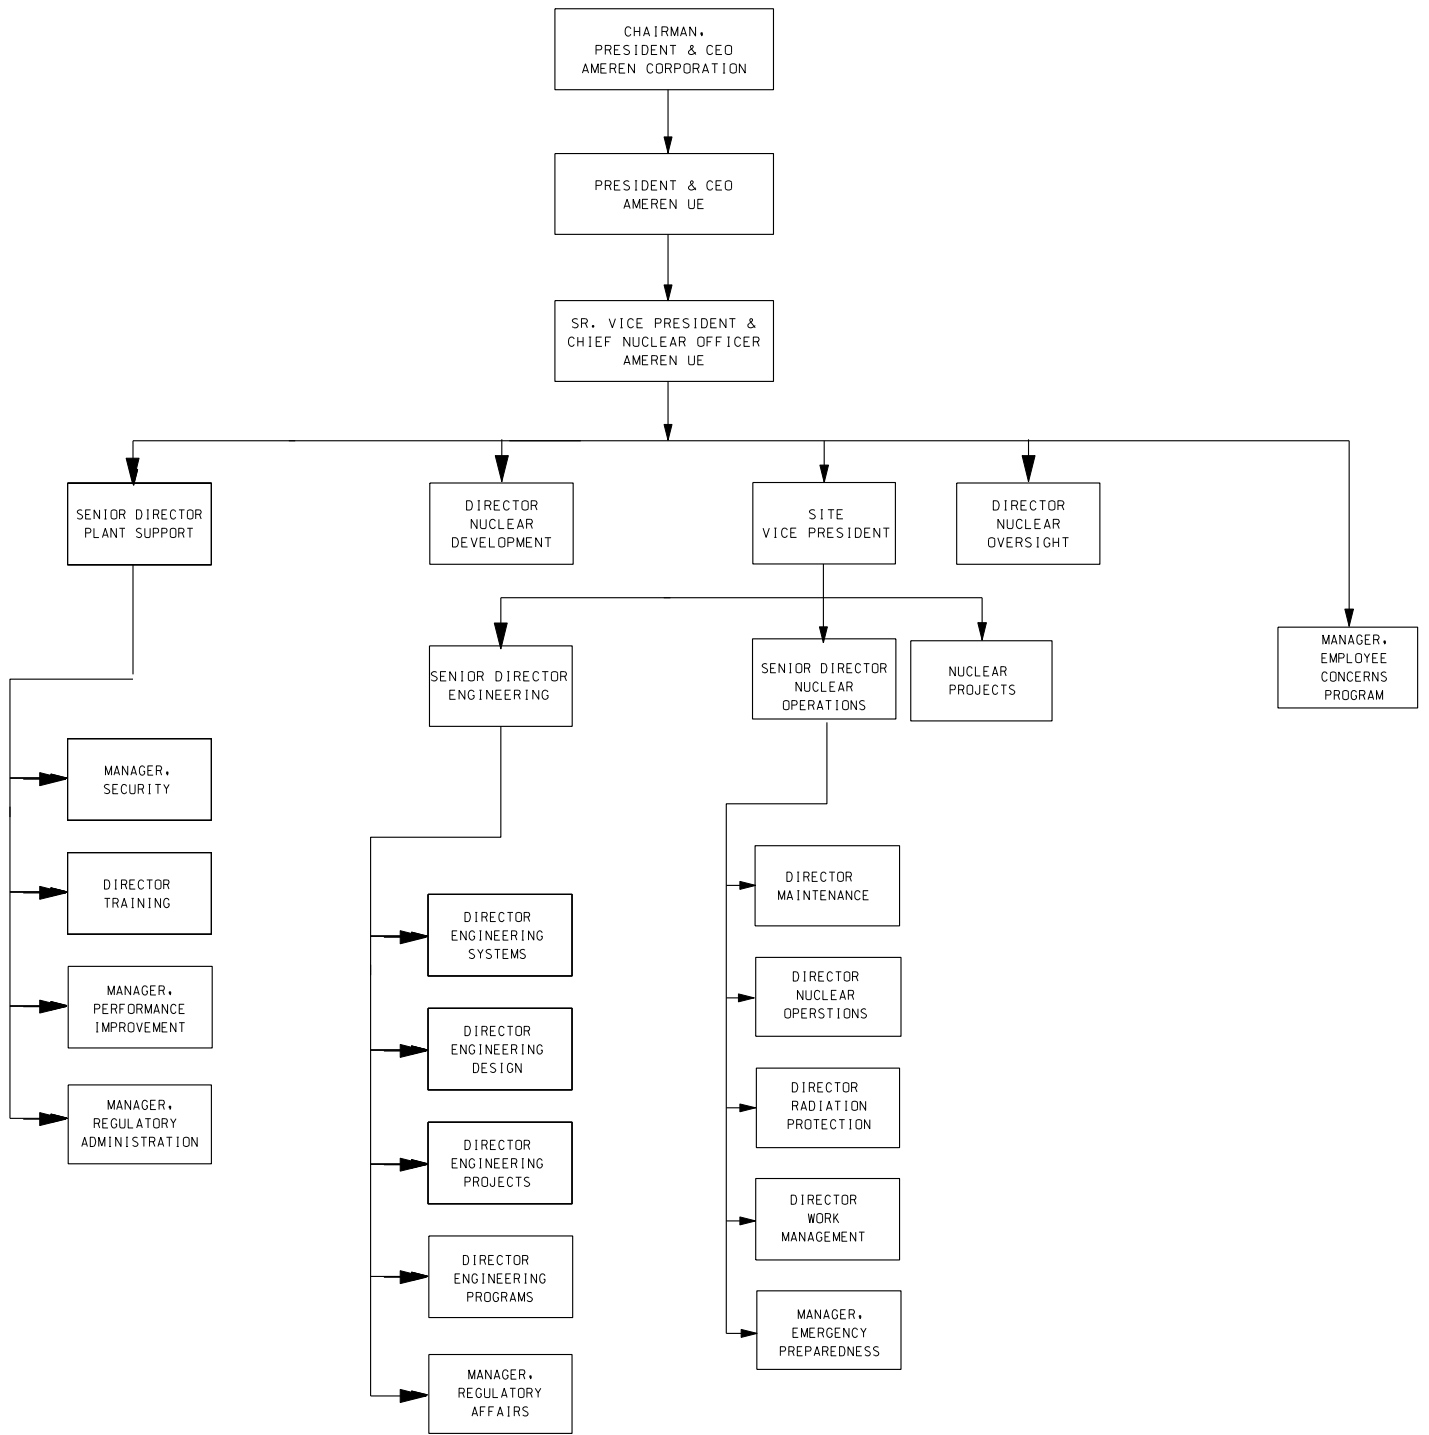 CHAIRMAN,
PRESIDENT & CEO
AMEREN CORPORATION
PRESIDENT & CEO
AMEREN UE
SR. VICE PRESIDENT &
CHIEF NUCLEAR OFFICER
AMEREN UE
SENIOR DIRECTOR
PLANT SUPPORT
DIRECTOR
NUCLEAR
DEVELOPMENT
SITE
VICE PRESIDENT
DIRECTOR
NUCLEAR
OVERSIGHT
MANAGER,
EMPLOYEE
CONCERNS
PROGRAM
SENIOR DIRECTOR
ENGINEERING
SENIOR DIRECTOR
NUCLEAR
OPERATIONS
NUCLEAR
PROJECTS
MANAGER,
SECURITY
DIRECTOR
TRAINING
MANAGER,
PERFORMANCE
IMPROVEMENT
MANAGER,
REGULATORY
ADMINISTRATION
DIRECTOR
ENGINEERING
SYSTEMS
DIRECTOR
ENGINEERING
DESIGN
DIRECTOR
ENGINEERING
PROJECTS
DIRECTOR
ENGINEERING
PROGRAMS
MANAGER,
REGULATORY
AFFAIRS
DIRECTOR
MAINTENANCE
DIRECTOR
NUCLEAR
OPERSTIONS
DIRECTOR
RADIATION
PROTECTION
DIRECTOR
WORK
MANAGEMENT
MANAGER,
EMERGENCY
PREPAREDNESS